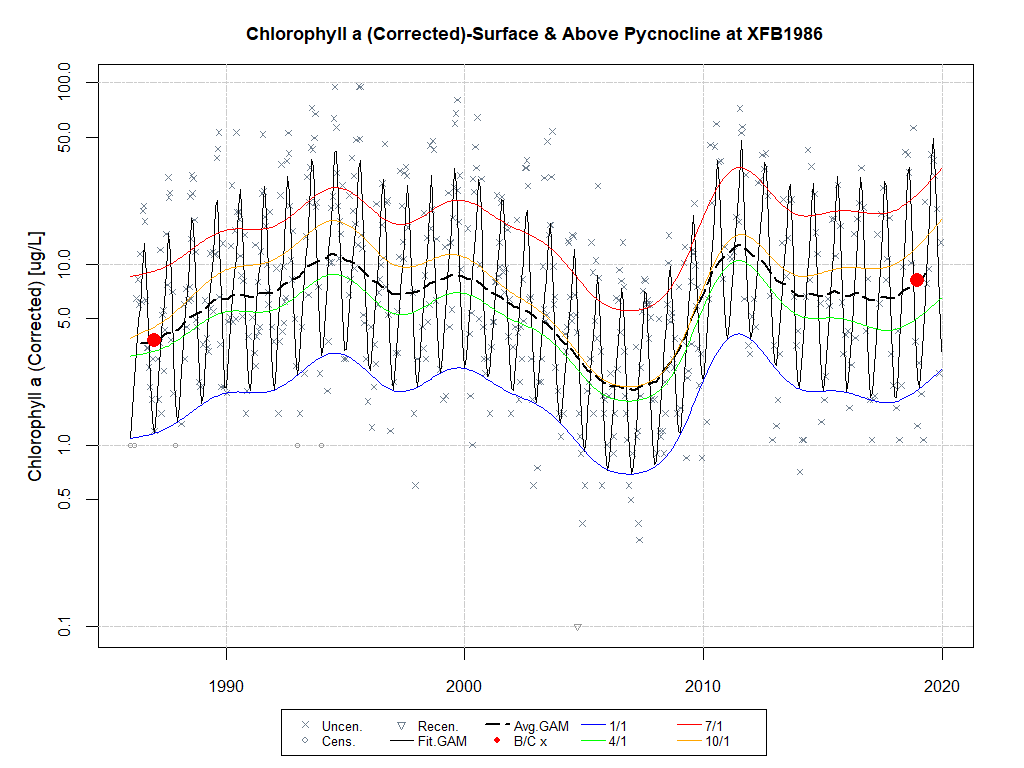 Chlorophyll a (Corrected)-Surface & Above Pycnocline at XFB1986
Chlorophyll a (Corrected) [ug/L]
100.0
50.0
10.0
5.0
1.0
0.5
0.1
1990 2000 2010 2020
Uncen. Recen. Avg.GAM 1/1 7/1
Cens. Fit.GAM B/C x 4/1 10/1